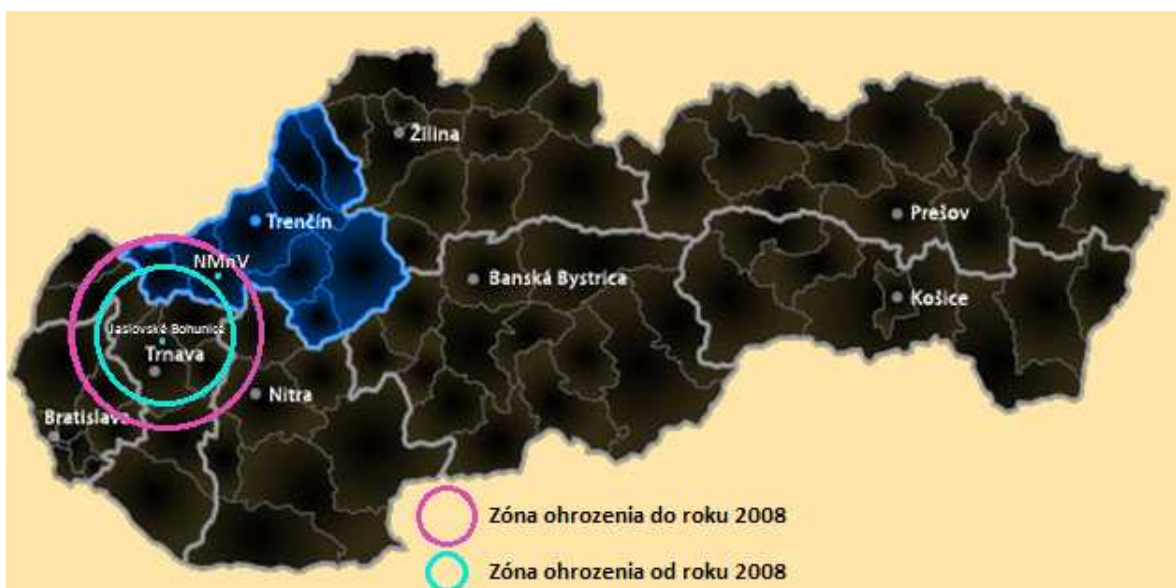 Žilina
Trenčín
Prešov
NMnV
Banská Bystrica
Košice
Jaslovské Bohunice
Trnava
Nitra
Bratislava
Zóna ohrozenia do roku 2008
Zóna ohrozenia od roku 2008